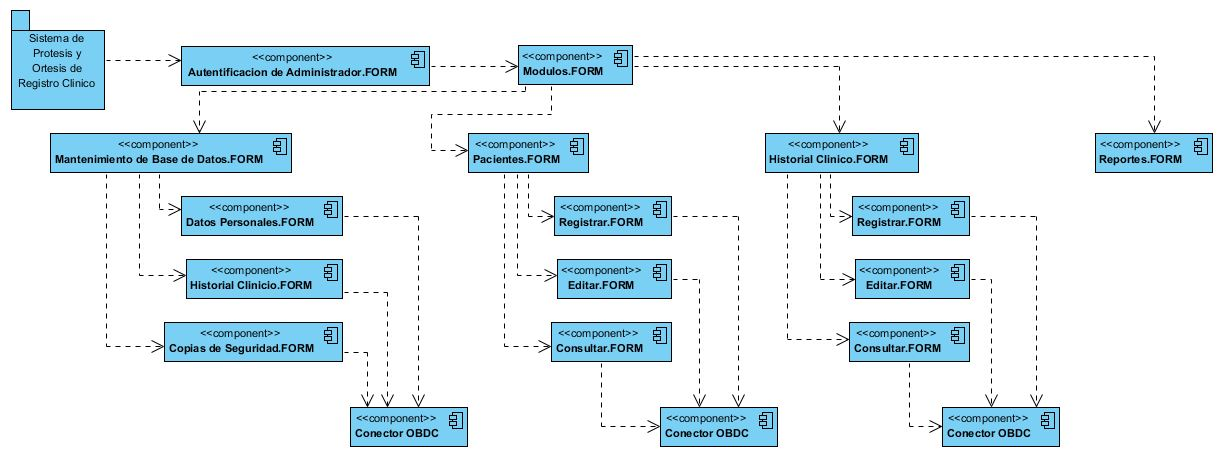 Sistema de
Protesis y
Ortesis de
Registro Clinico
<<component>>
Autentificacion de Administrador.FORM
<<component>>
Modulos.FORM
<<component>>
Mantenimiento de Base de Datos.FORM
<<component>>
Pacientes.FORM
<<component>>
Historial Clinico.FORM
<<component>>
Reportes.FORM
<<component>>
Datos Personales.FORM
<<component>>
Registrar.FORM
<<component>>
Registrar.FORM
<<component>>
Historial Clinicio.FORM
<<component>>
Editar.FORM
<<component>>
Editar.FORM
<<component>>
Copias de Seguridad.FORM
<<component>>
Consultar.FORM
<<component>>
Consultar.FORM
<<component>>
Conector OBDC
<<component>>
Conector OBDC
<<component>>
Conector OBDC